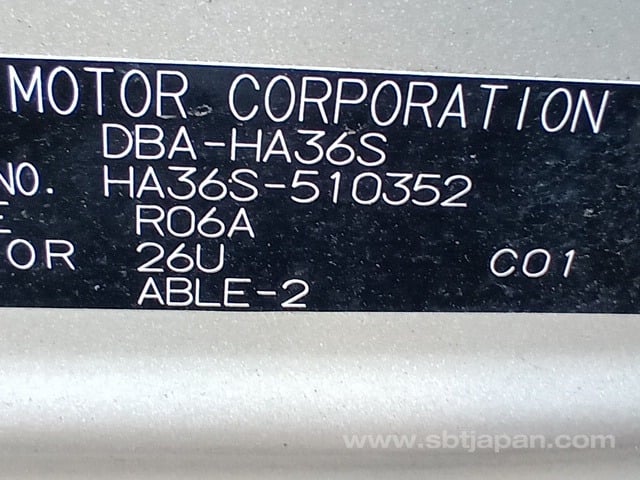 MOTOR CORPORATION
DBA-HA36S
NO. HA36S-510352
E R06A
OR 26U C01
ABLE-2
www.sbtjapan.com